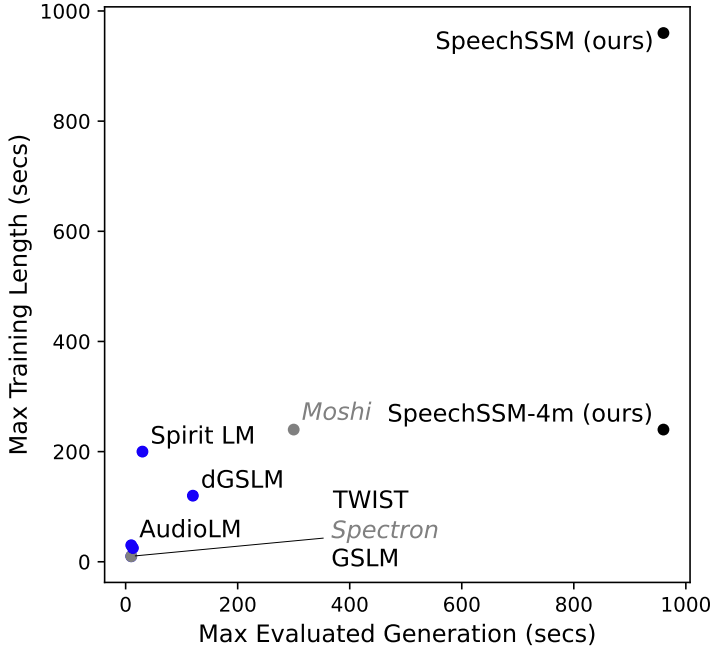 1000
SpeechSSM (ours)
800
600
400
Moshi
SpeechSSM-4m (ours)
Spirit LM
200
dGSLM
TWIST
AudioLM
Spectron
GSLM
0
Max Training Length (secs)
0
200
400
600
800
1000
Max Evaluated Generation (secs)